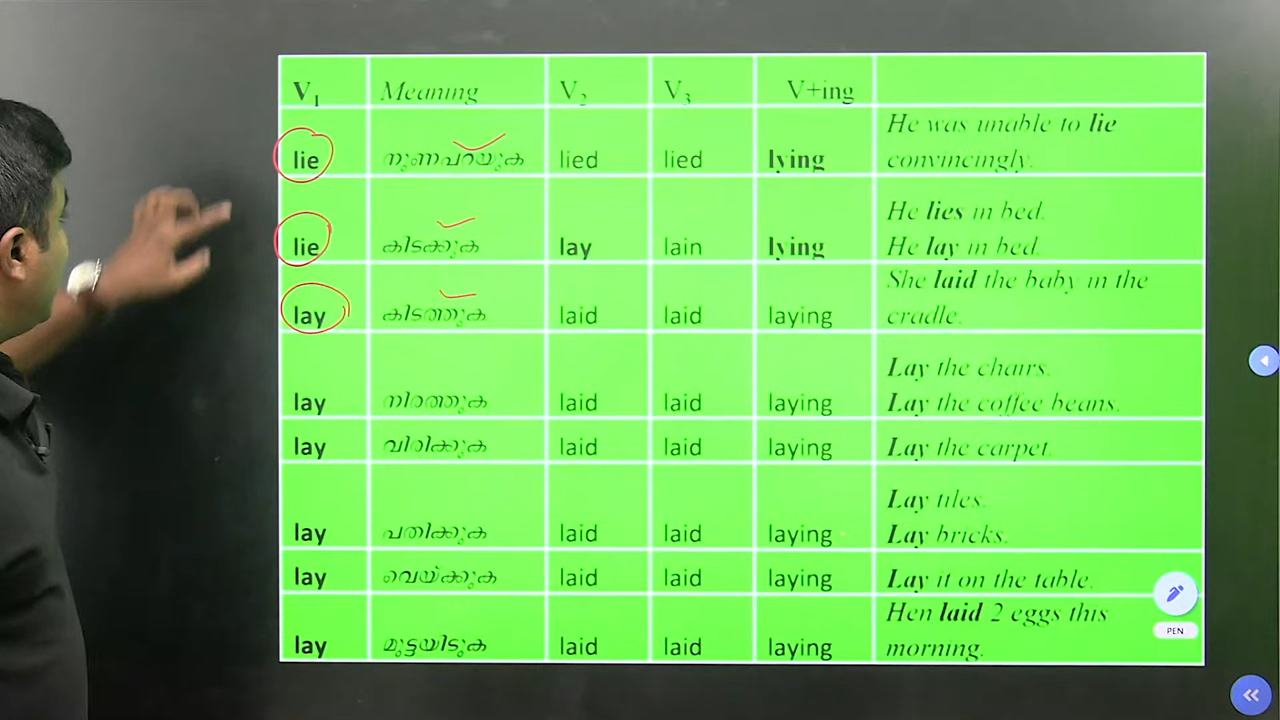 V1 Meaning V2 V3 V+ing
lie നുണപറയുക lied lied lying He was unable to lie
convincingly.
lie കിടക്കുക lay lain lying He lies in bed.
He lay in bed.
lay കിടത്തുക laid laid laying She laid the baby in the
cradle.
lay നിരത്തുക laid laid laying Lay the chairs.
Lay the coffee beans.
lay വിരിക്കുക laid laid laying Lay the carpet.
lay പതിക്കുക laid laid laying Lay tiles.
Lay bricks.
lay വെയ്ക്കുക laid laid laying Lay it on the table.
lay മുട്ടയിടുക laid laid laying Hen laid 2 eggs this
morning.
PEN